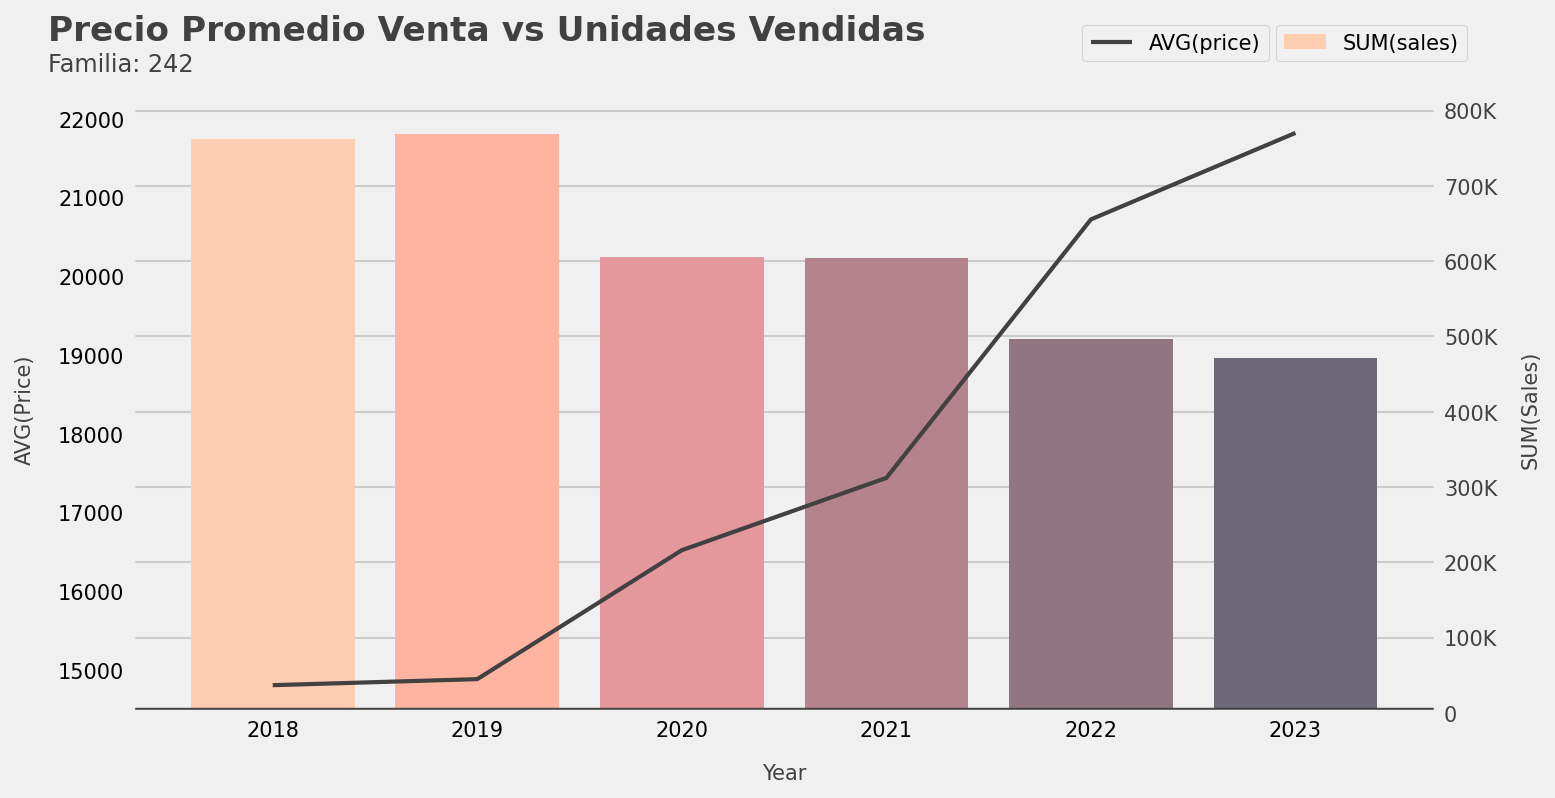 Precio Promedio Venta vs Unidades Vendidas
Familia: 242
AVG(price)
SUM(sales)
22000
21000
20000
19000
18000
17000
16000
15000
AVG(Price)
800K
700K
600K
500K
400K
300K
200K
100K
0
SUM(Sales)
2018 2019 2020 2021 2022 2023
Year